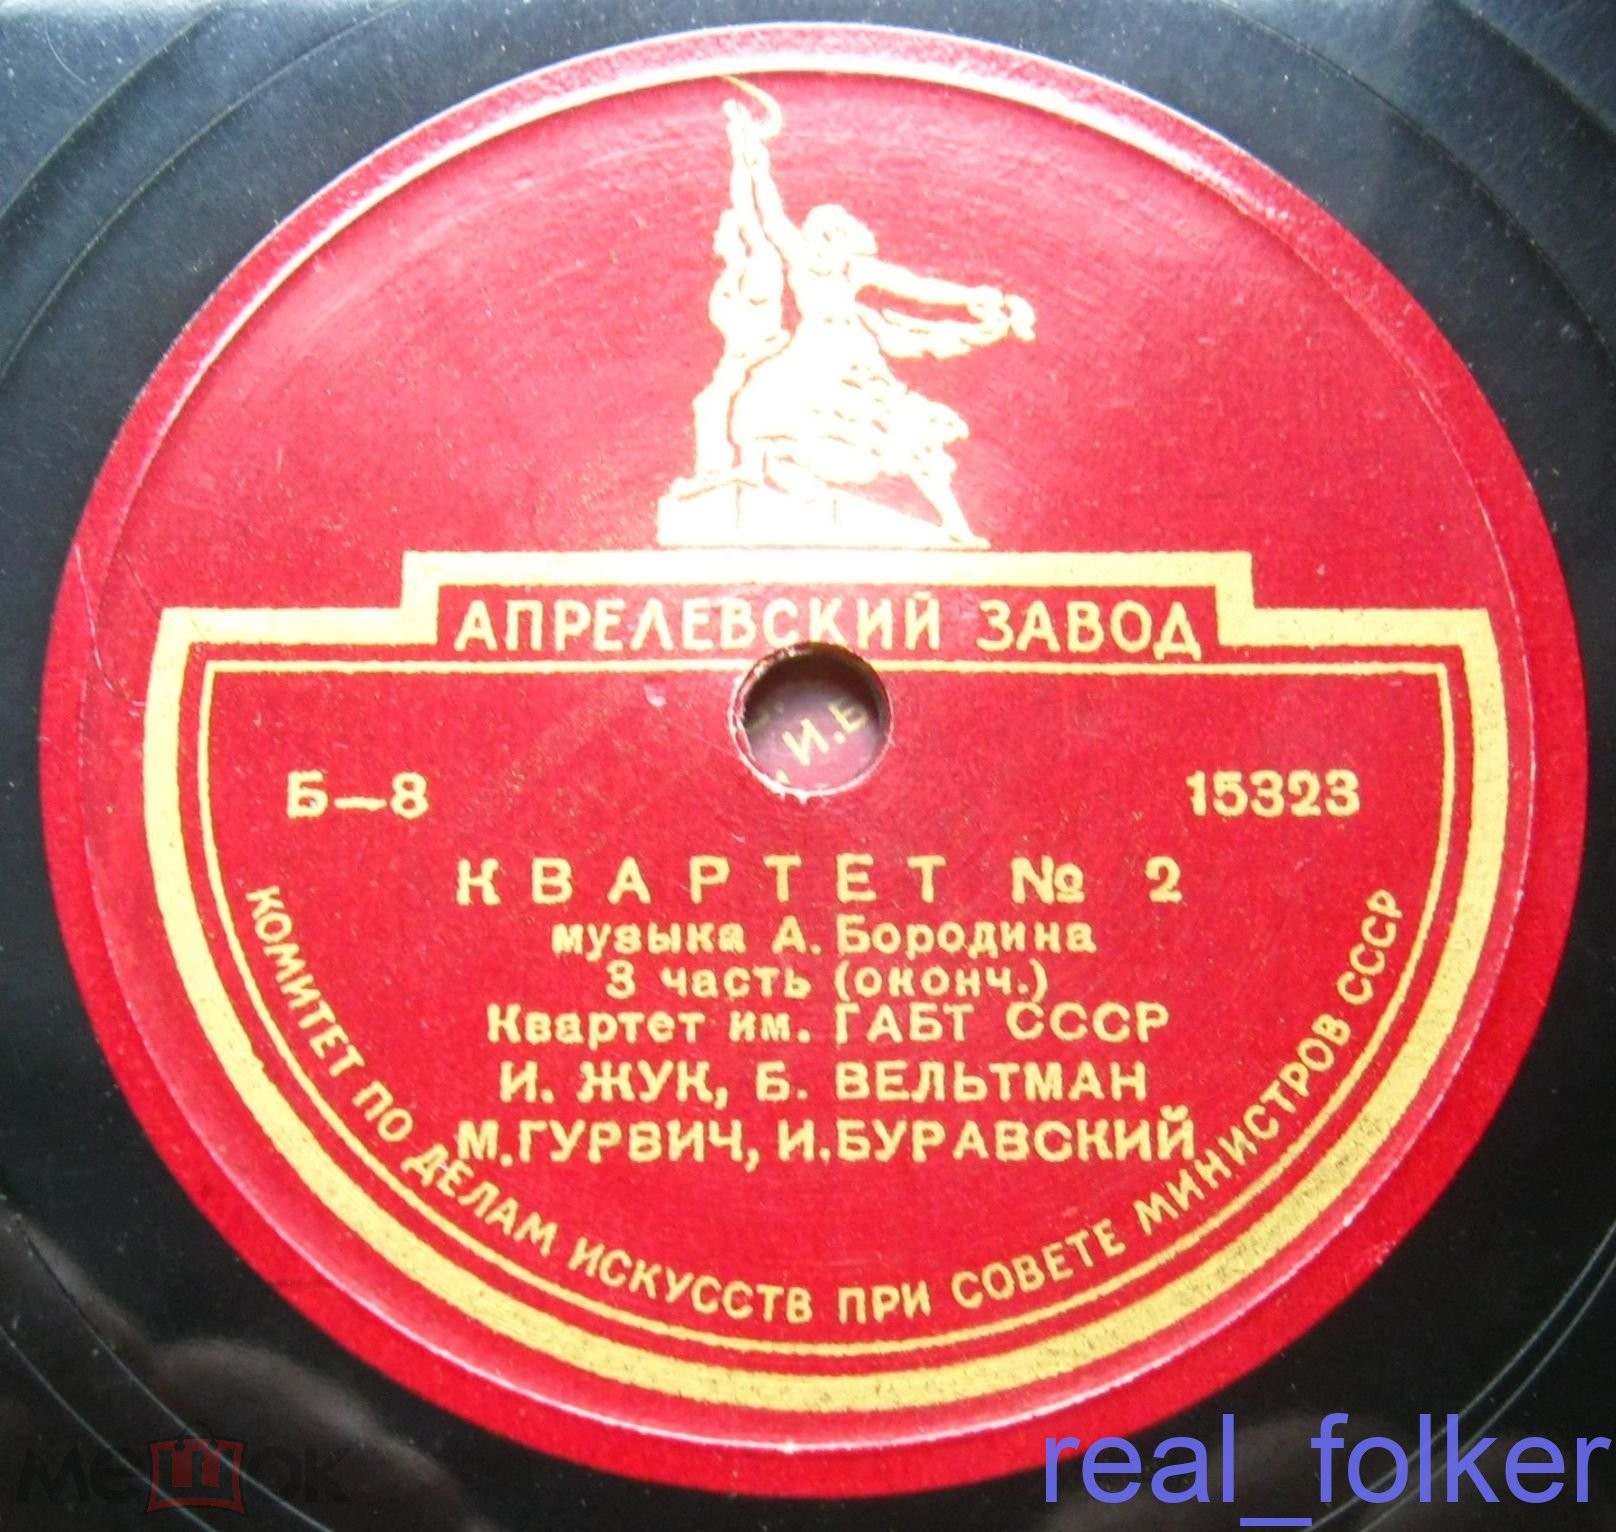 АПРЕЛЕВСКИЙ ЗАВОД
И.Б
Б–8 15323
КВАРТЕТ № 2
музыка А. Бородина
3 часть (оконч.)
Квартет им. ГАБТ СССР
И. ЖУК, Б. ВЕЛЬТМАН
М.ГУРВИЧ, И.БУРАВСКИЙ
КОМИТЕТ ПО ДЕЛАМ ИСКУССТВ ПРИ СОВЕТЕ МИНИСТРОВ СССР
мешок
real_folker